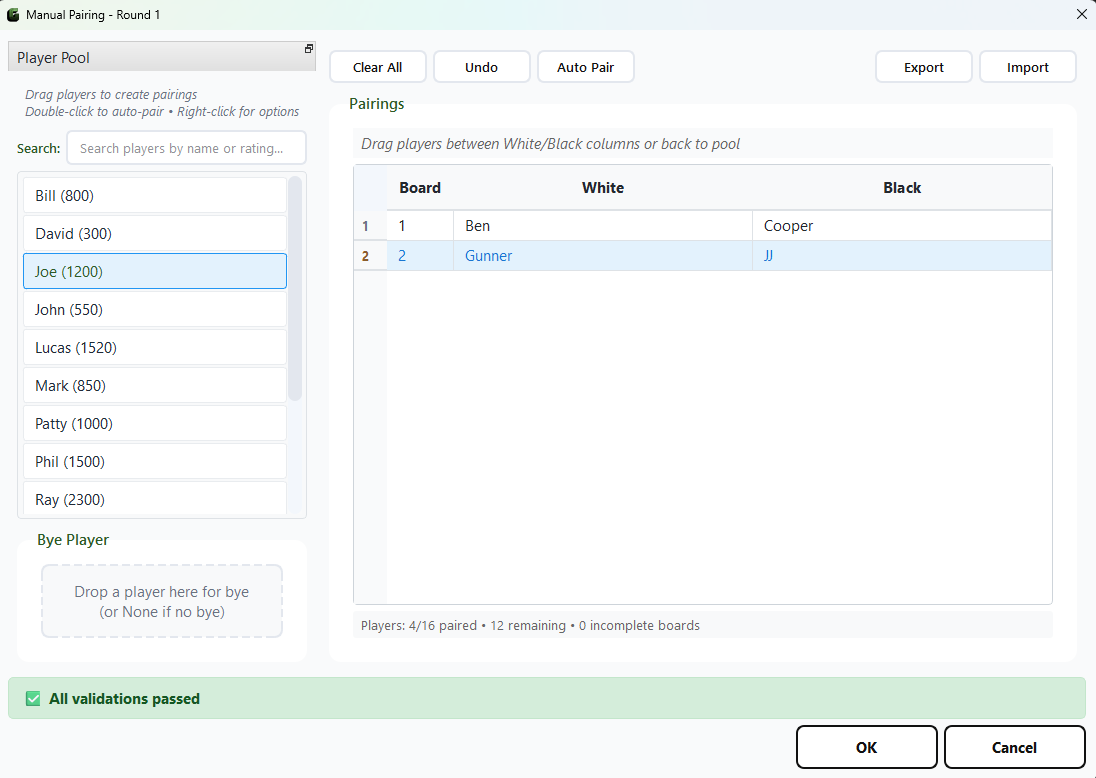 Manual Pairing - Round 1
Player Pool
Drag players to create pairings
Double-click to auto-pair • Right-click for options
Search: Search players by name or rating...
Bill (800)
David (300)
Joe (1200)
John (550)
Lucas (1520)
Mark (850)
Patty (1000)
Phil (1500)
Ray (2300)
Bye Player
Drop a player here for bye
(or None if no bye)
Clear All Undo Auto Pair Export Import
Pairings
Drag players between White/Black columns or back to pool
Board White Black
1 1 Ben Cooper
2 2 Gunner JJ
Players: 4/16 paired • 12 remaining • 0 incomplete boards
All validations passed
OK Cancel